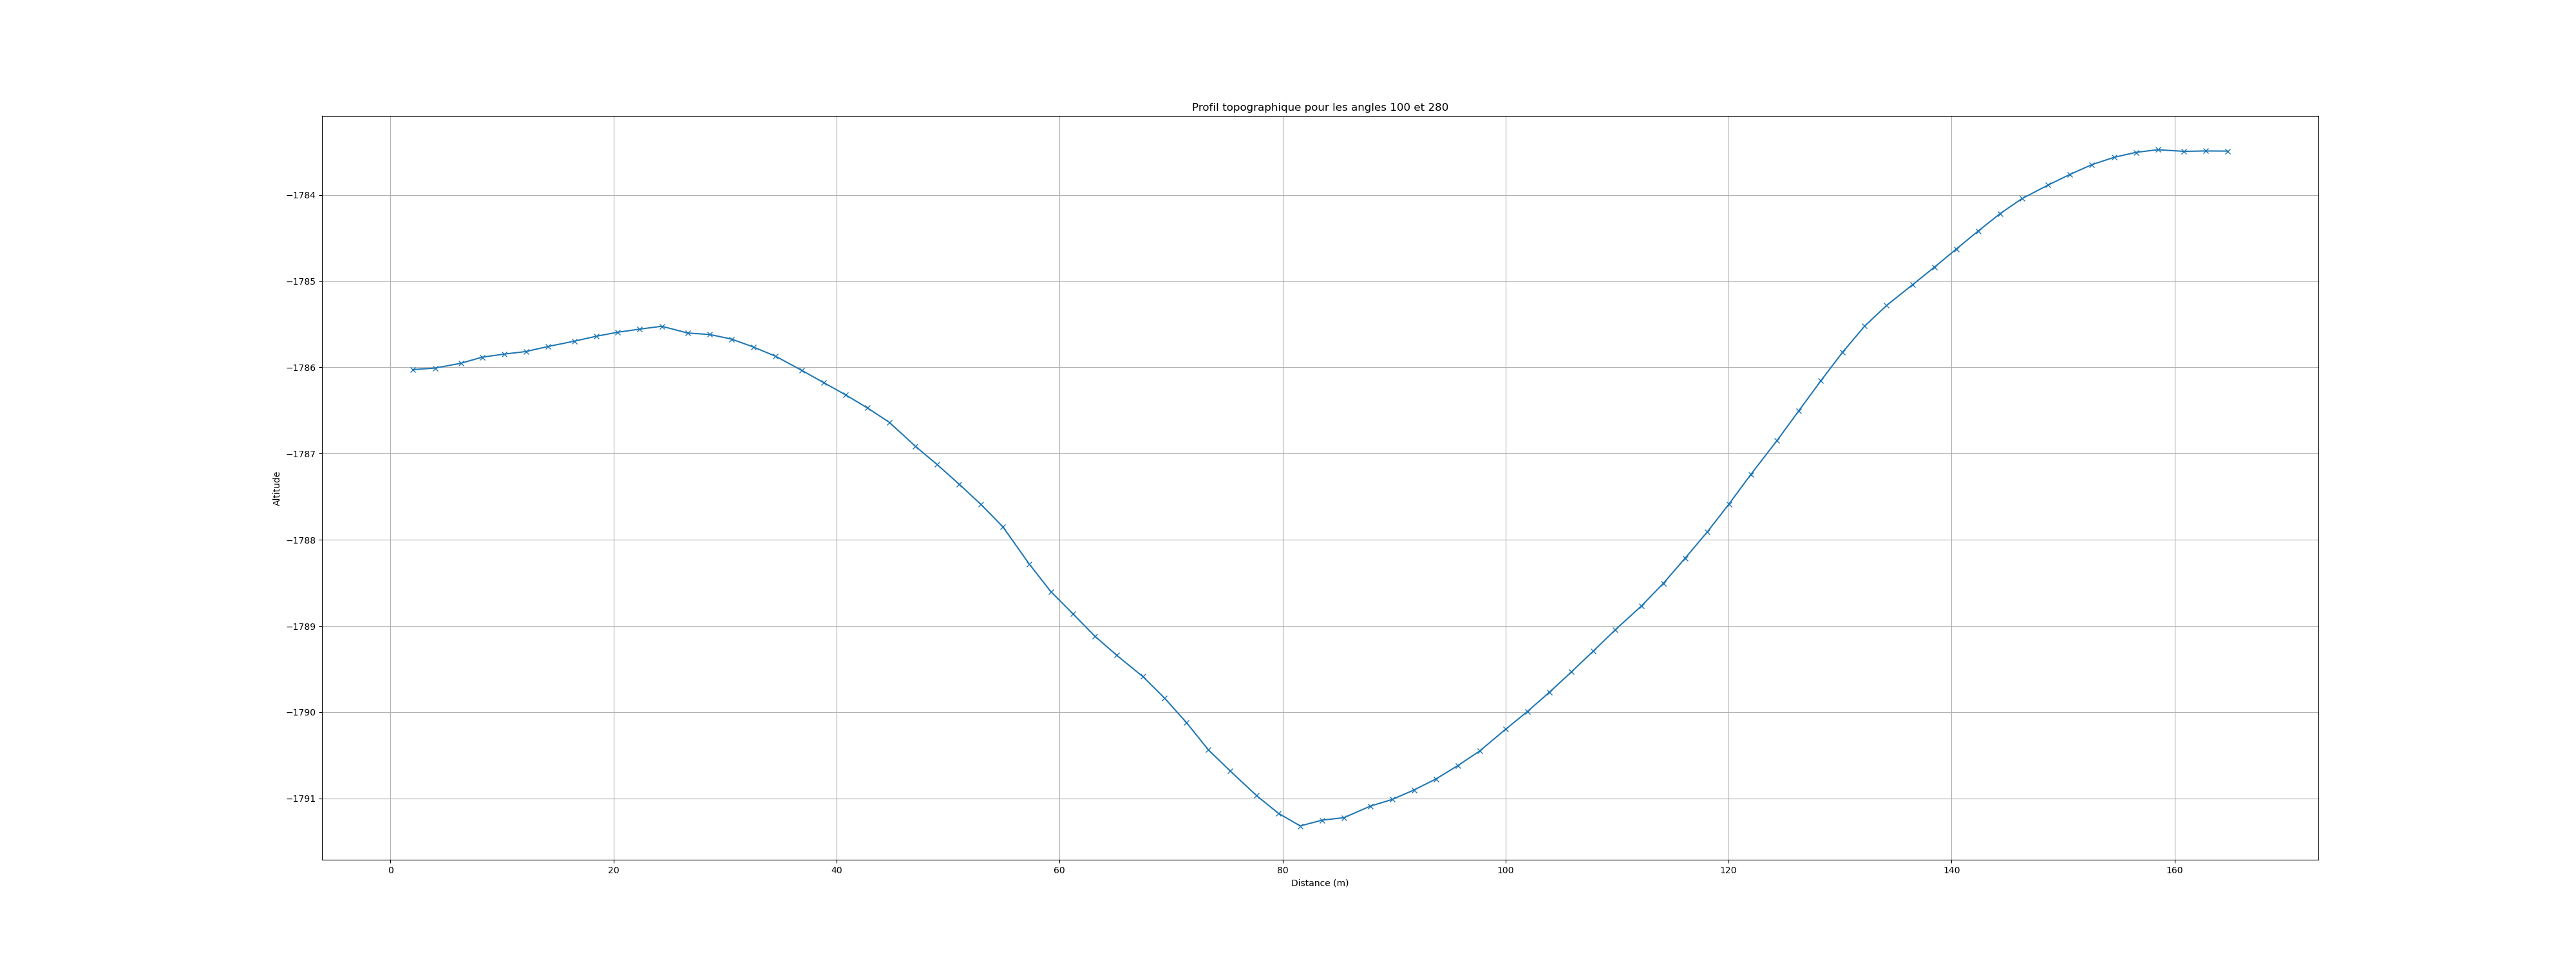 Profil topographique pour les angles 100 et 280
−1784
−1785
−1786
−1787
−1788
−1789
−1790
−1791
Altitude
0 20 40 60 80 100 120 140 160
Distance (m)